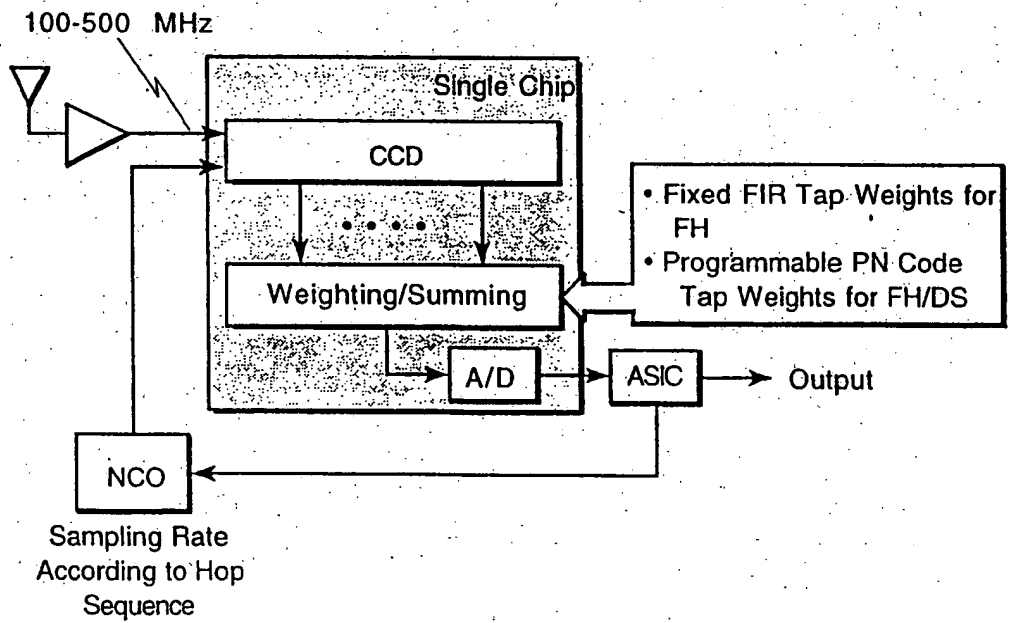 100-500 MHz
Single Chip
CCD
• Fixed FIR Tap Weights for
FH
• Programmable PN Code
Tap Weights for FH/DS
Weighting/Summing
A/D
ASIC
Output
NCO
Sampling Rate
According to Hop
Sequence